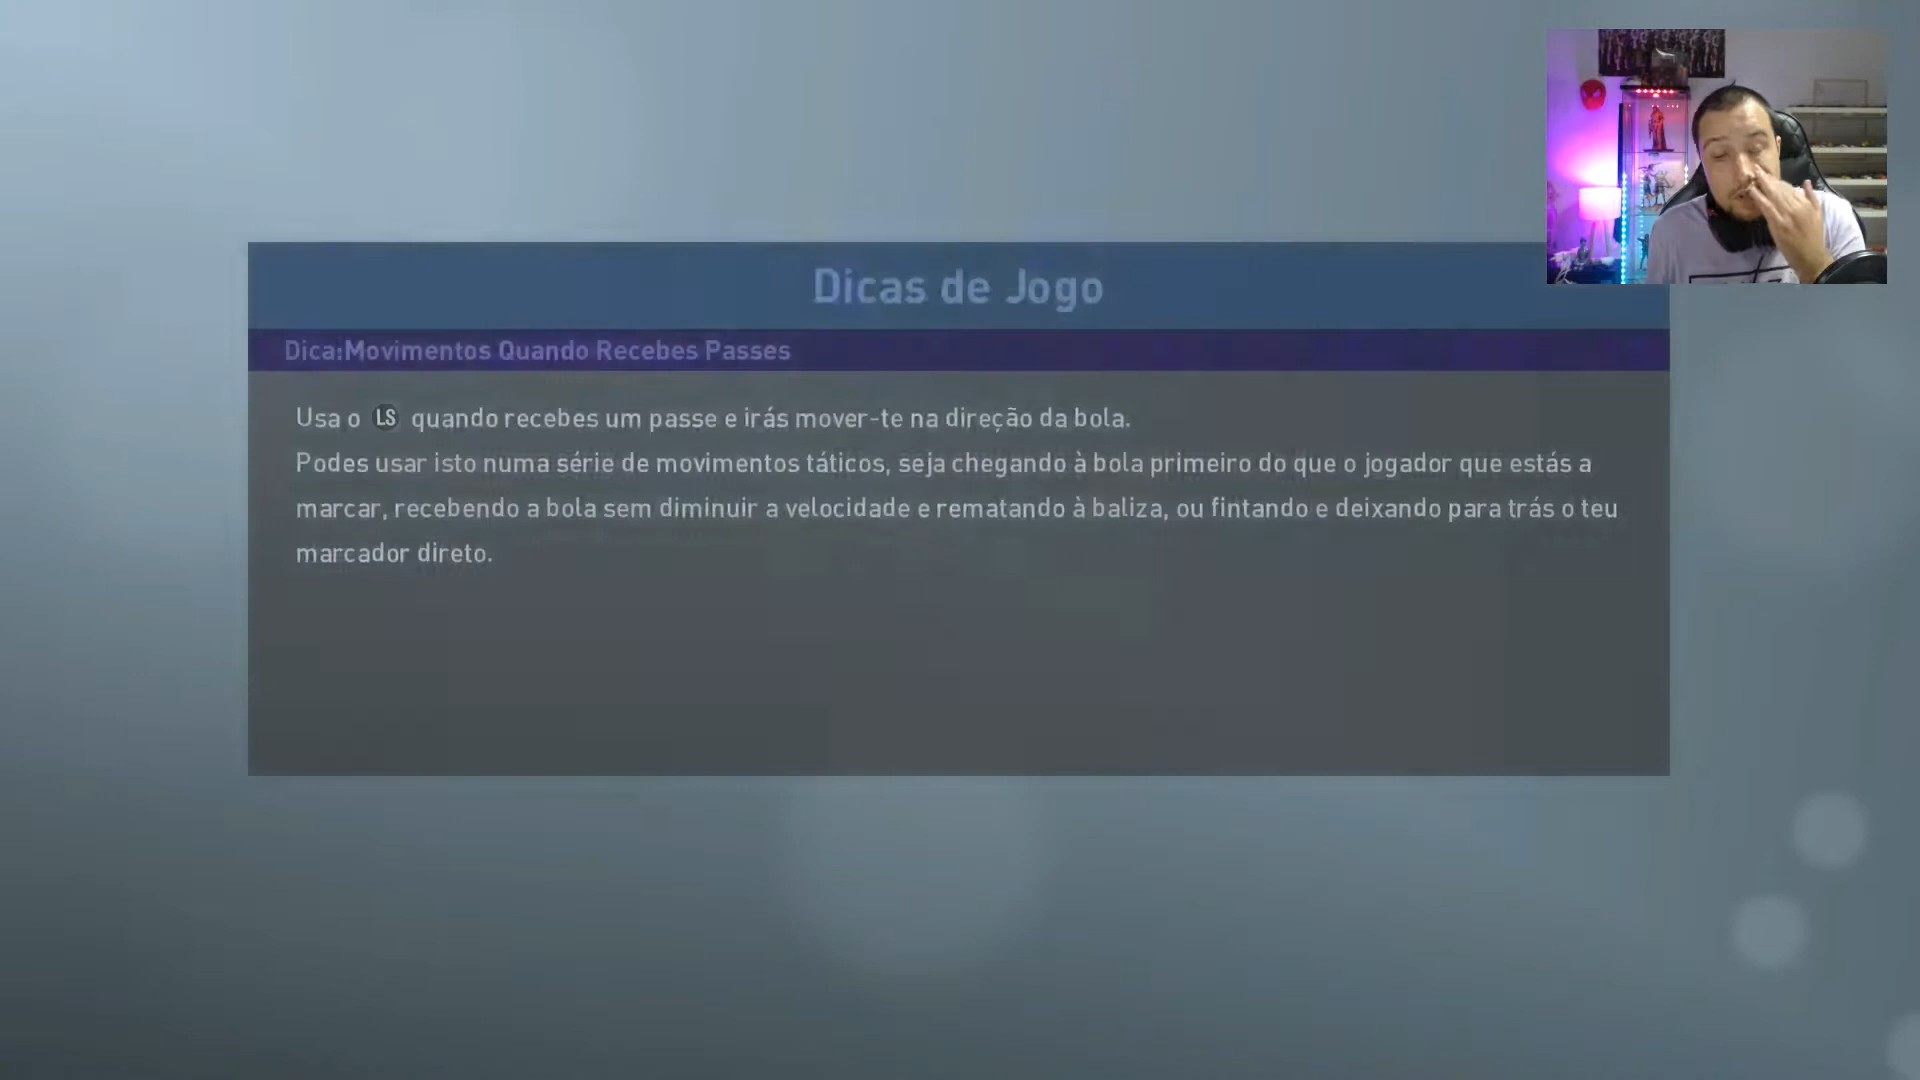 Dicas de Jogo
Dica:Movimentos Quando Recebes Passes
Usa o LS quando recebes um passe e irás mover-te na direção da bola.
Podes usar isto numa série de movimentos táticos, seja chegando à bola primeiro do que o jogador que estás a
marcar, recebendo a bola sem diminuir a velocidade e rematando à baliza, ou fintando e deixando para trás o teu
marcador direto.